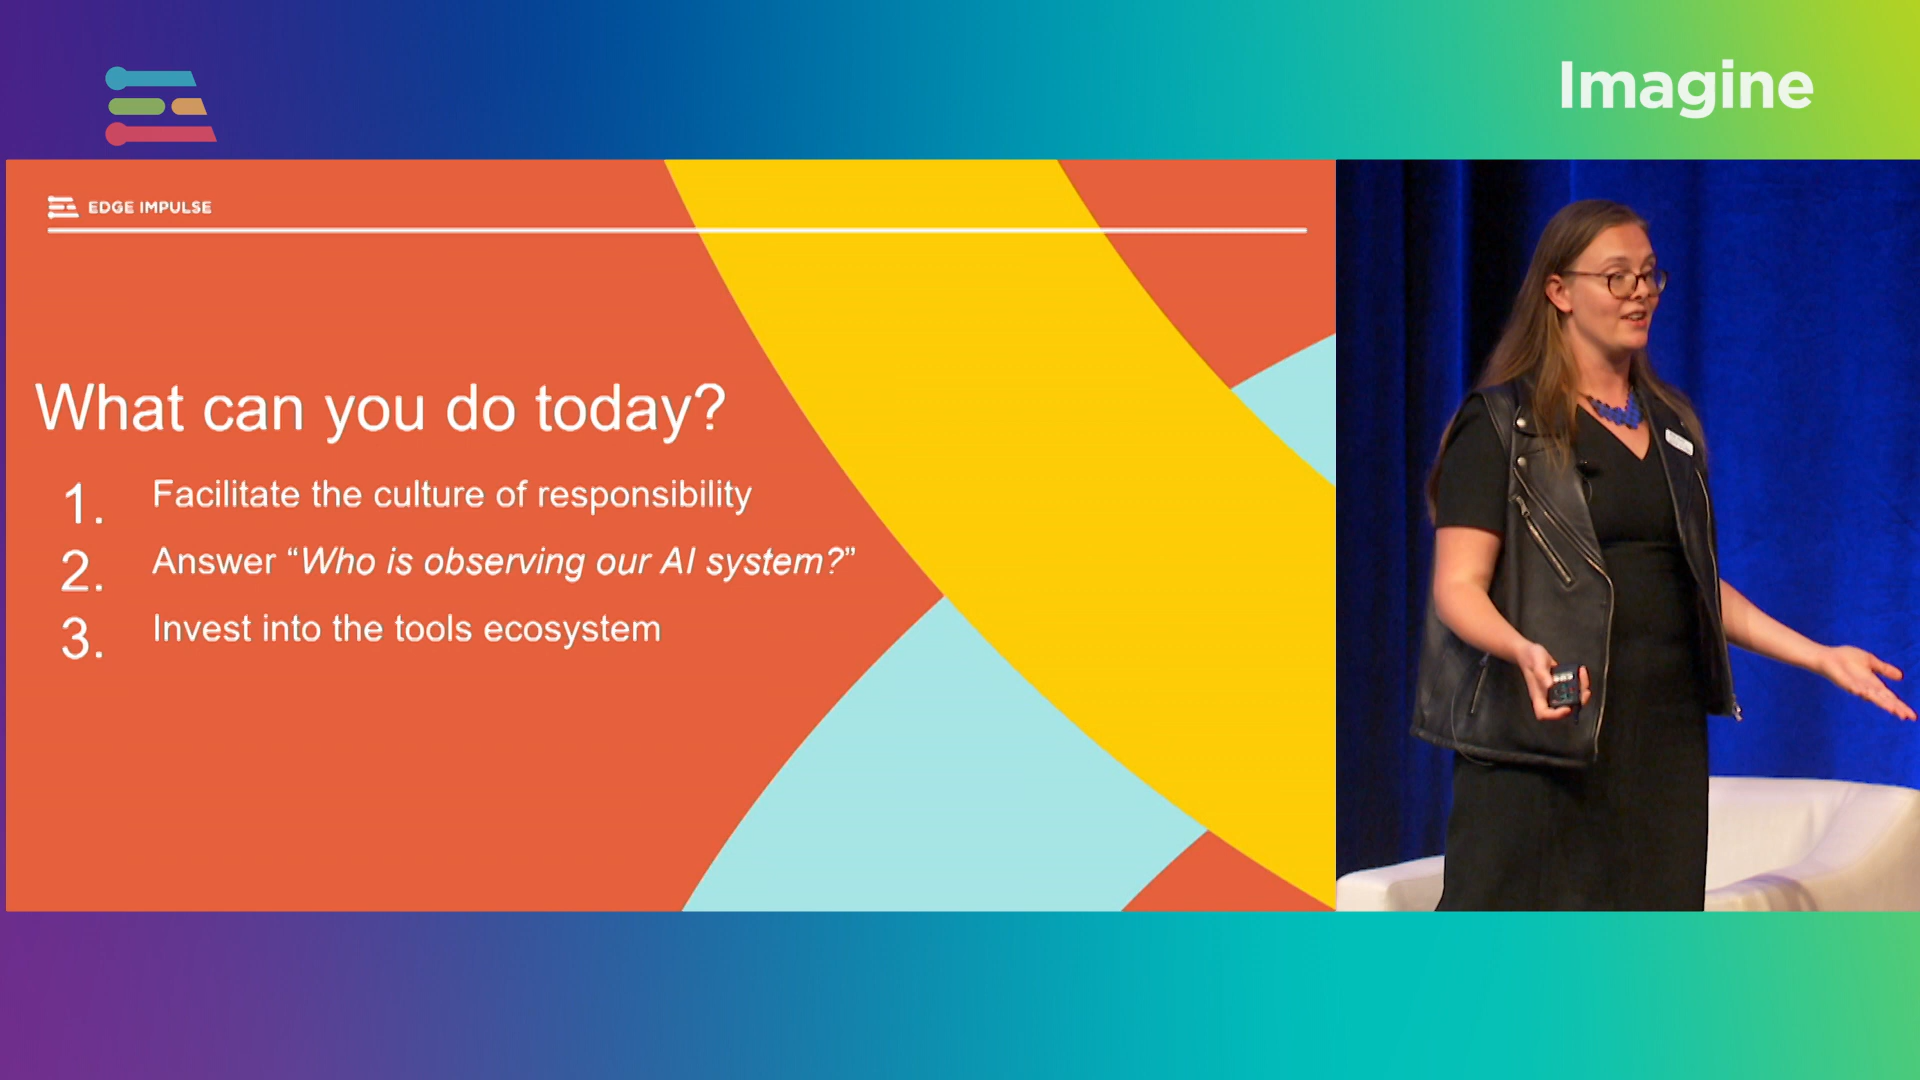 Imagine
EDGE IMPULSE
What can you do today?
1. Facilitate the culture of responsibility
2. Answer “Who is observing our AI system?”
3. Invest into the tools ecosystem